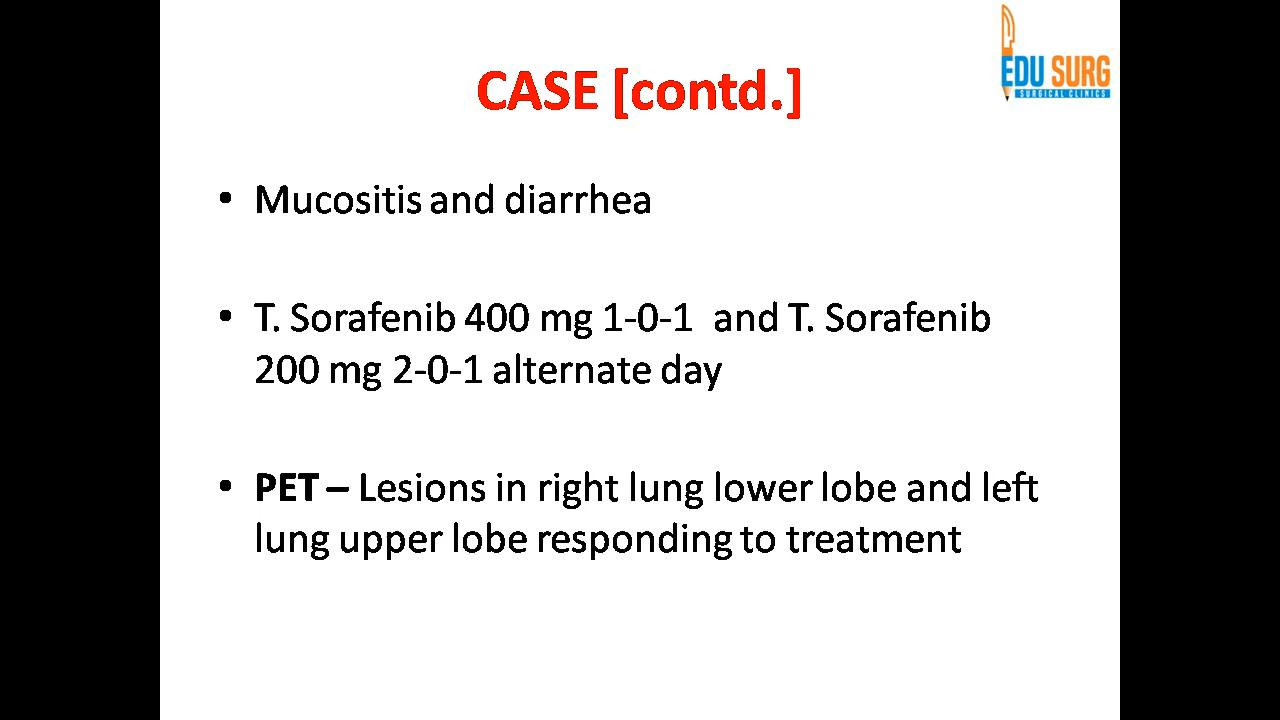 EDU SURG
SURGICAL CLINICS
CASE [contd.]
• Mucositis and diarrhea
• T. Sorafenib 400 mg 1-0-1 and T. Sorafenib
200 mg 2-0-1 alternate day
• PET – Lesions in right lung lower lobe and left
lung upper lobe responding to treatment